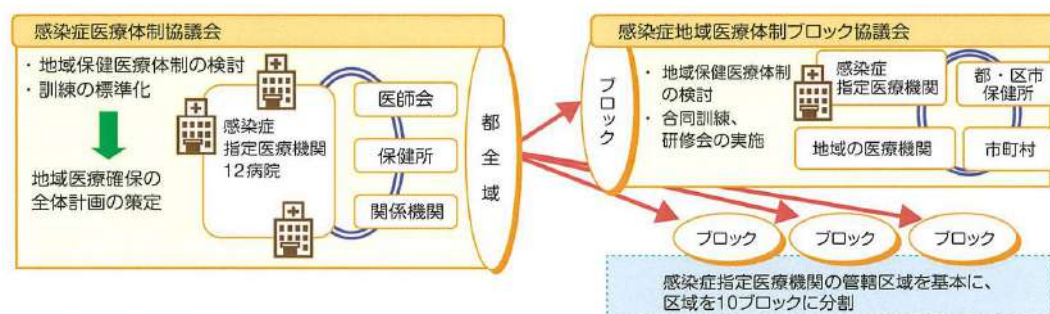 感染症医療体制協議会
・地域保健医療体制の検討
・訓練の標準化
地域医療確保の
全体計画の策定
感染症
指定医療機関
12病院
医師会
保健所
関係機関
都全域
感染症地域医療体制ブロック協議会
ブロック
・地域保健医療体制
の検討
・合同訓練、
研修会の実施
感染症
指定医療機関
都・区市
保健所
地域の医療機関
市町村
ブロック
ブロック
ブロック
感染症指定医療機関の管轄区域を基本に、
区域を10ブロックに分割